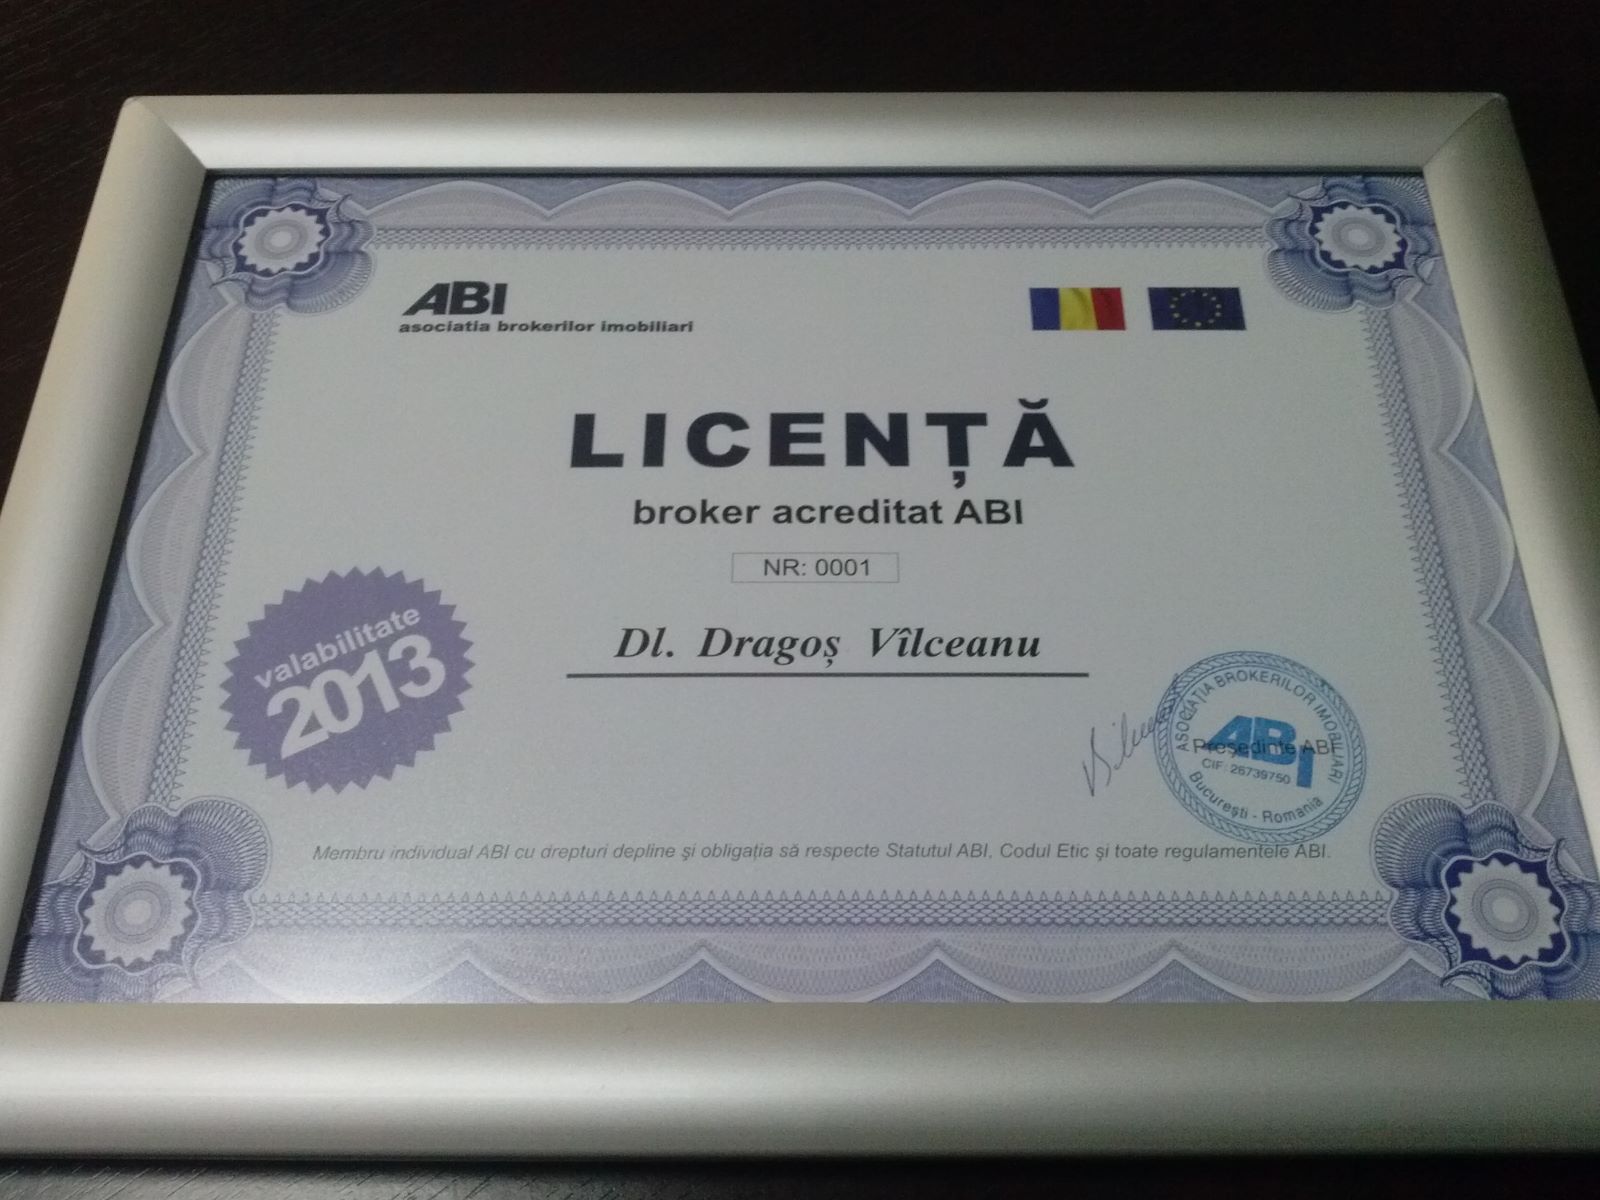 ABI
asociatia brokerilor imobiliari
LICENȚĂ
broker acreditat ABI
NR: 0001
Dl. Dragoș Vîlceanu
valabilitate
2013
ASOCIAȚIA BROKERILOR IMOBILIARI
ABI
Președinte ABI
CIF: 26739750
București - Romania
Membru individual ABI cu drepturi depline și obligația să respecte Statutul ABI, Codul Etic și toate regulamentele ABI.